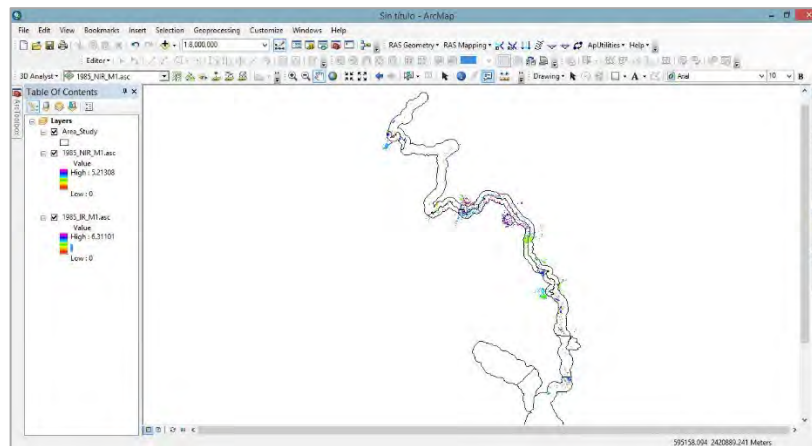 Sin título - ArcMap
File Edit View Bookmarks Insert Selection Geoprocessing Customize Windows Help
1:8,000,000 RAS Geometry RAS Mapping ApUtilities Help
Editor
3D Analyst 1985_NIR_M1.asc Drawing A Arial 10
Table Of Contents
ArcToolbox
Layers
Area_Study
1985_NIR_M1.asc
Value
High : 5.21308
Low : 0
1985_IR_M1.asc
Value
High : 6.31101
Low : 0
595158.094 2420889.241 Meters